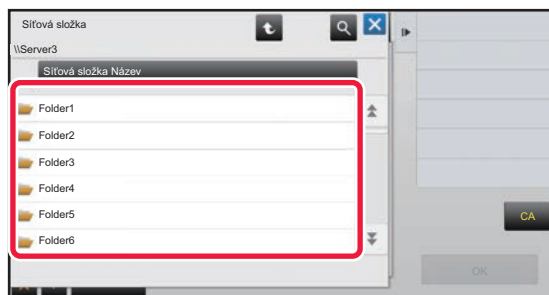 Síťová složka
\\Server3
Síťová složka Název
Folder1
Folder2
Folder3
Folder4
Folder5
Folder6
CA
OK